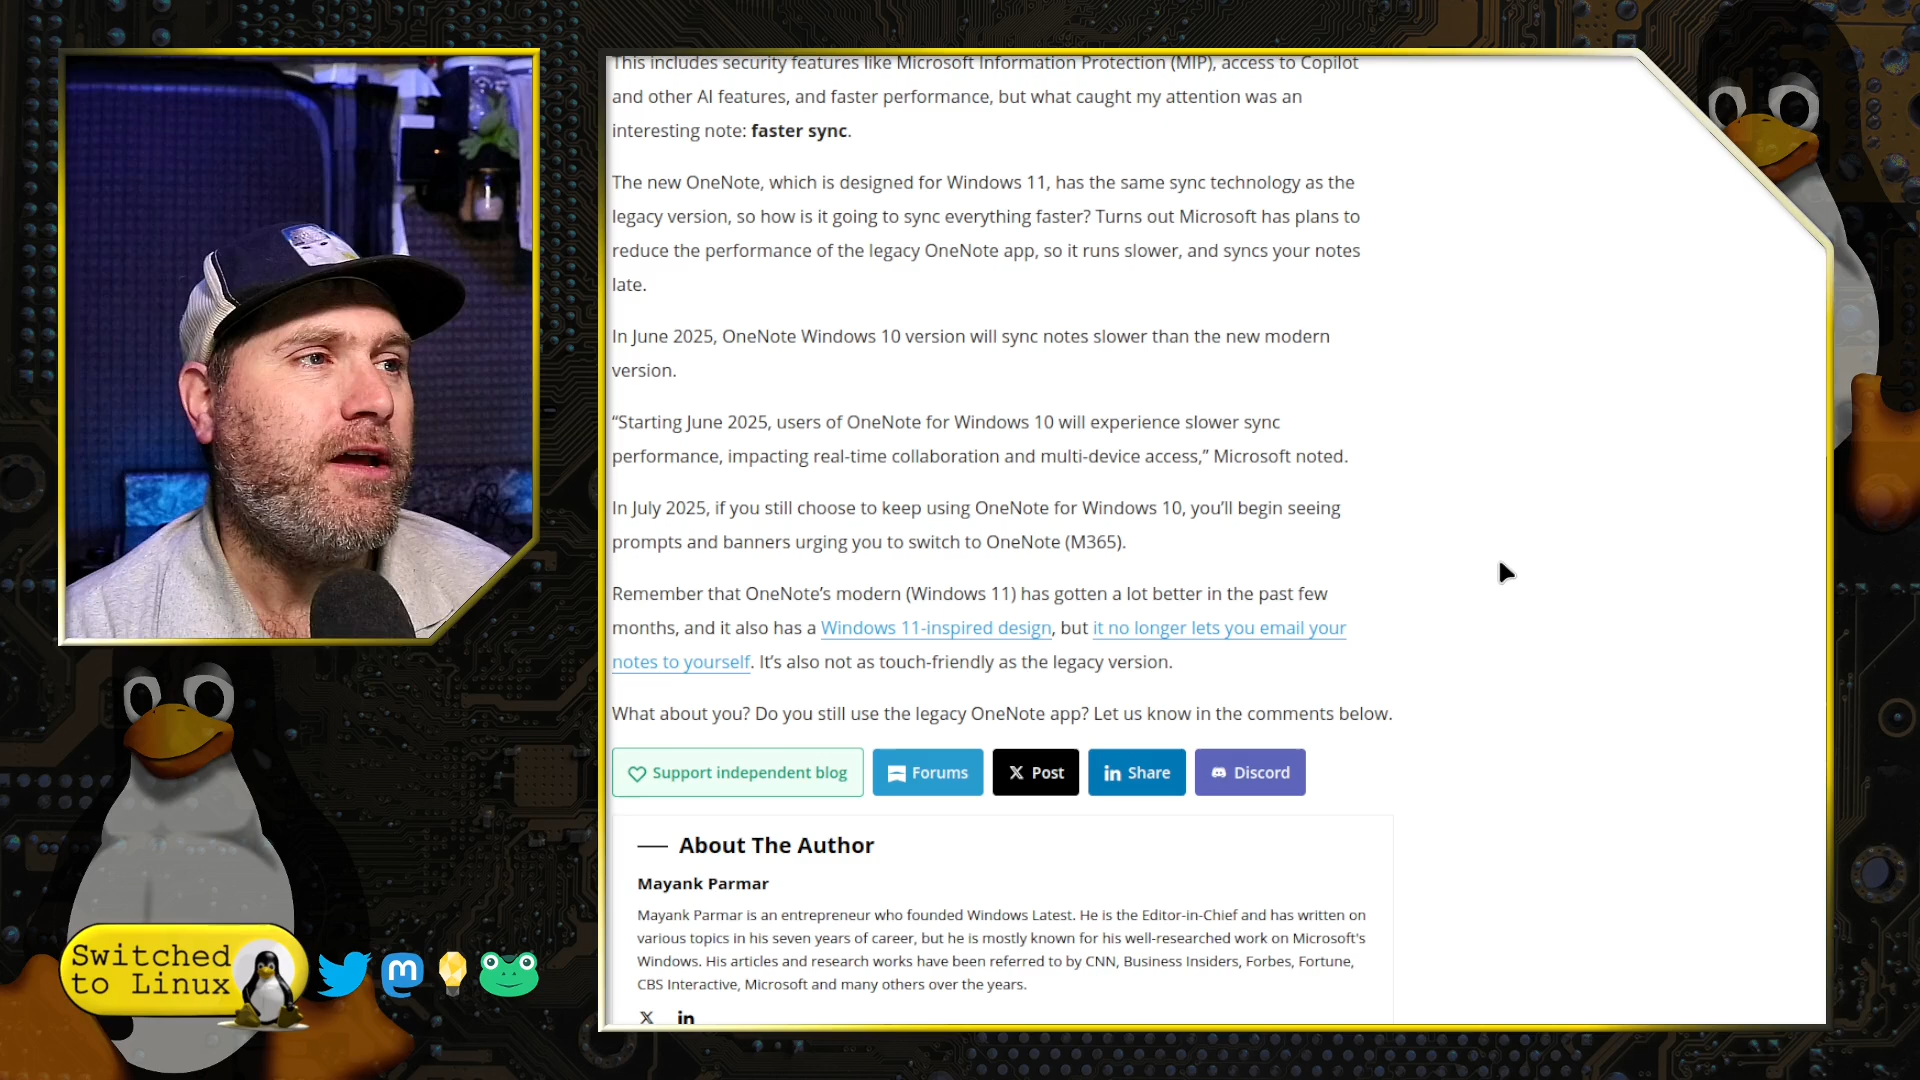 This includes security features like Microsoft Information Protection (MIP), access to Copilot
and other AI features, and faster performance, but what caught my attention was an
interesting note: faster sync.
The new OneNote, which is designed for Windows 11, has the same sync technology as the
legacy version, so how is it going to sync everything faster? Turns out Microsoft has plans to
reduce the performance of the legacy OneNote app, so it runs slower, and syncs your notes
late.
In June 2025, OneNote Windows 10 version will sync notes slower than the new modern
version.
“Starting June 2025, users of OneNote for Windows 10 will experience slower sync
performance, impacting real-time collaboration and multi-device access,” Microsoft noted.
In July 2025, if you still choose to keep using OneNote for Windows 10, you’ll begin seeing
prompts and banners urging you to switch to OneNote (M365).
Remember that OneNote’s modern (Windows 11) has gotten a lot better in the past few
months, and it also has a Windows 11-inspired design, but it no longer lets you email your
notes to yourself. It’s also not as touch-friendly as the legacy version.
What about you? Do you still use the legacy OneNote app? Let us know in the comments below.
Support independent blog Forums X Post in Share Discord
About The Author
Mayank Parmar
Mayank Parmar is an entrepreneur who founded Windows Latest. He is the Editor-in-Chief and has written on
various topics in his seven years of career, but he is mostly known for his well-researched work on Microsoft's
Windows. His articles and research works have been referred to by CNN, Business Insiders, Forbes, Fortune,
CBS Interactive, Microsoft and many others over the years.
X in
Switched
to Linux
m